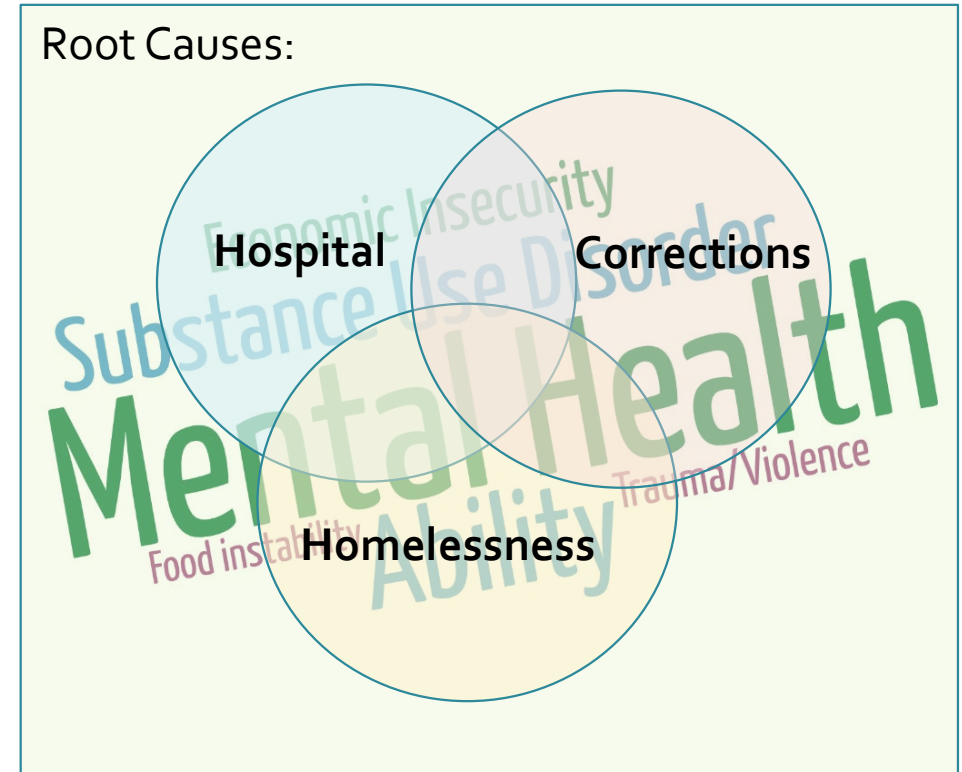 Root Causes:
Economic Insecurity
Hospital
Corrections
Substance Use Disorder
Mental Health
Trauma/Violence
Food instability
Ability
Homelessness